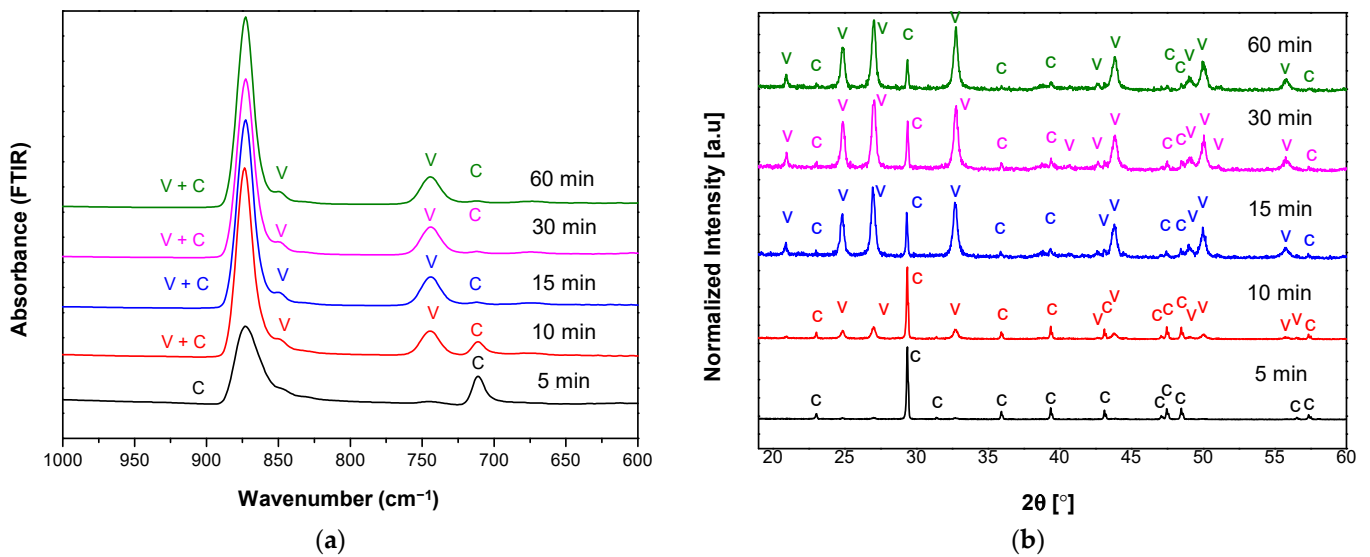 Absorbance (FTIR)
V + C V V C 60 min
V + C V V C 30 min
V + C V V C 15 min
V + C V V C 10 min
C C 5 min
1000 950 900 850 800 750 700 650 600
Wavenumber (cm⁻¹)
(a)
Normalized Intensity [a.u]
V C V V C V C C V C V C V C V V C 60 min
V C V V C V C C V V C V C C V V V V C 30 min
V C V V C V C C V V C C V V V C 15 min
C V V C V C C V C V C C C V V V V C 10 min
C C C C C C C C C C C 5 min
20 25 30 35 40 45 50 55 60
2θ [°]
(b)